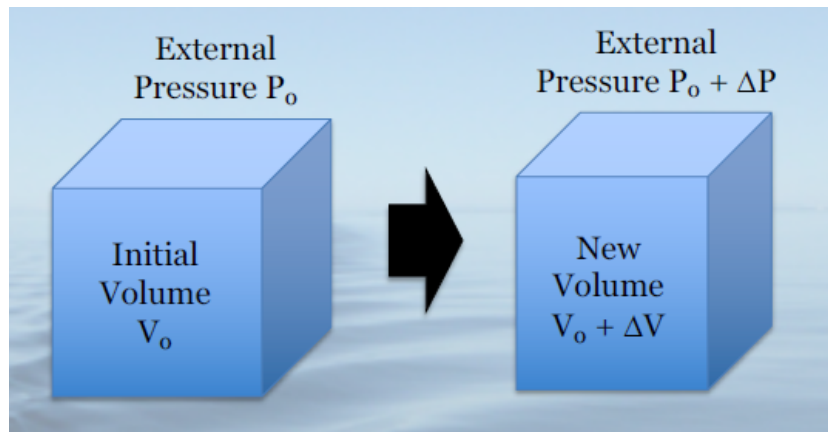 External
Pressure Pₒ
External
Pressure Pₒ + ΔP
Initial
Volume
Vₒ
New
Volume
Vₒ + ΔV